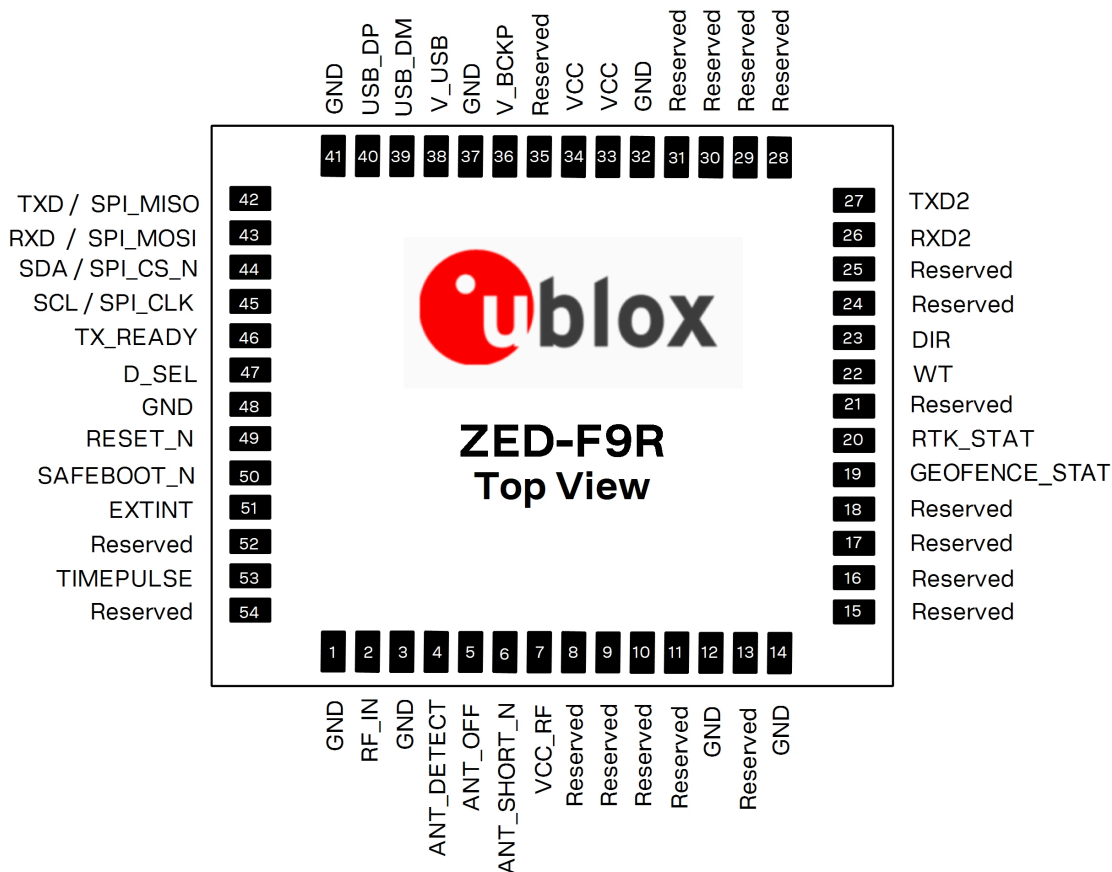 GND
USB_DP
USB_DM
V_USB
GND
V_BCKP
Reserved
VCC
VCC
GND
Reserved
Reserved
Reserved
Reserved
41 40 39 38 37 36 35 34 33 32 31 30 29 28
TXD / SPI_MISO 42
RXD / SPI_MOSI 43
SDA / SPI_CS_N 44
SCL / SPI_CLK 45
TX_READY 46
D_SEL 47
GND 48
RESET_N 49
SAFEBOOT_N 50
EXTINT 51
Reserved 52
TIMEPULSE 53
Reserved 54
ublox
ZED-F9R
Top View
27 TXD2
26 RXD2
25 Reserved
24 Reserved
23 DIR
22 WT
21 Reserved
20 RTK_STAT
19 GEOFENCE_STAT
18 Reserved
17 Reserved
16 Reserved
15 Reserved
1 2 3 4 5 6 7 8 9 10 11 12 13 14
GND
RF_IN
GND
ANT_DETECT
ANT_OFF
ANT_SHORT_N
VCC_RF
Reserved
Reserved
Reserved
Reserved
GND
Reserved
GND